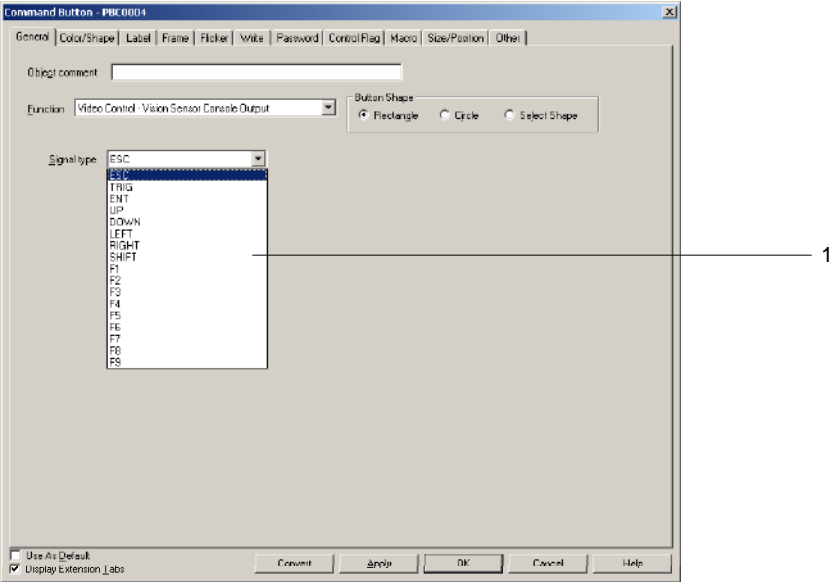 Command Button - PBC0004
General Color/Shape Label Frame Flicker Write Password Control Flag Macro Size/Position Other
Object comment
Function Video Control - Vision Sensor Console Output
Button Shape
Rectangle Circle Select Shape
Signal type ESC
ESC
TRIG
ENT
UP
DOWN
LEFT
RIGHT
SHIFT
F1
F2
F3
F4
F5
F6
F7
F8
F9
1
Use As Default
Display Extension Tabs
Convert Apply OK Cancel Help